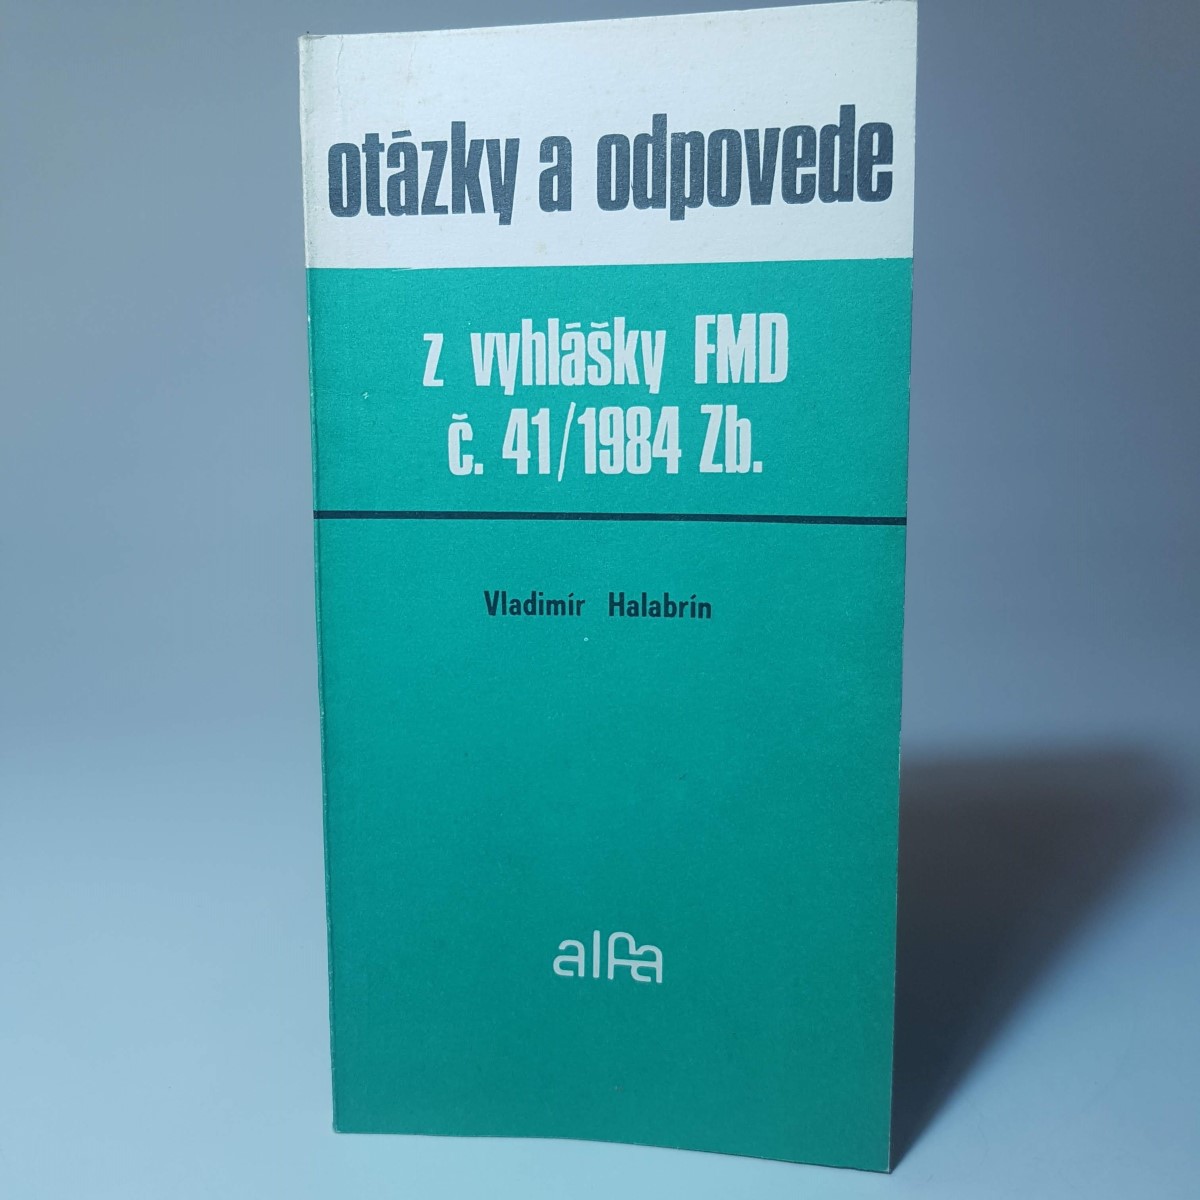 otázky a odpovede
z vyhlášky FMD
č. 41/1984 Zb.
Vladimír Halabrín
alfa